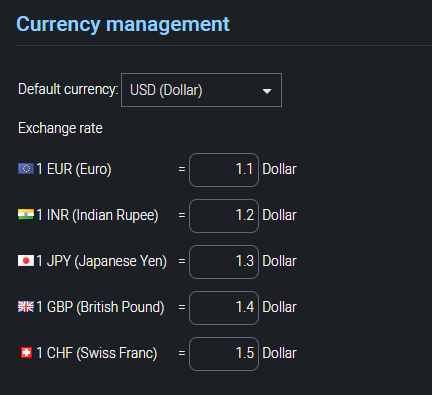 Currency management
Default currency: USD (Dollar)
Exchange rate
1 EUR (Euro) = 1.1 Dollar
1 INR (Indian Rupee) = 1.2 Dollar
1 JPY (Japanese Yen) = 1.3 Dollar
1 GBP (British Pound) = 1.4 Dollar
1 CHF (Swiss Franc) = 1.5 Dollar